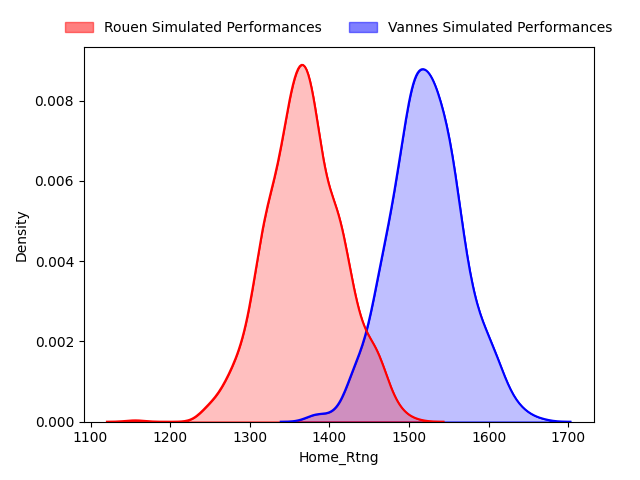 Rouen Simulated Performances Vannes Simulated Performances
0.008
0.006
0.004
0.002
0.000
Density
1100 1200 1300 1400 1500 1600 1700
Home_Rtng